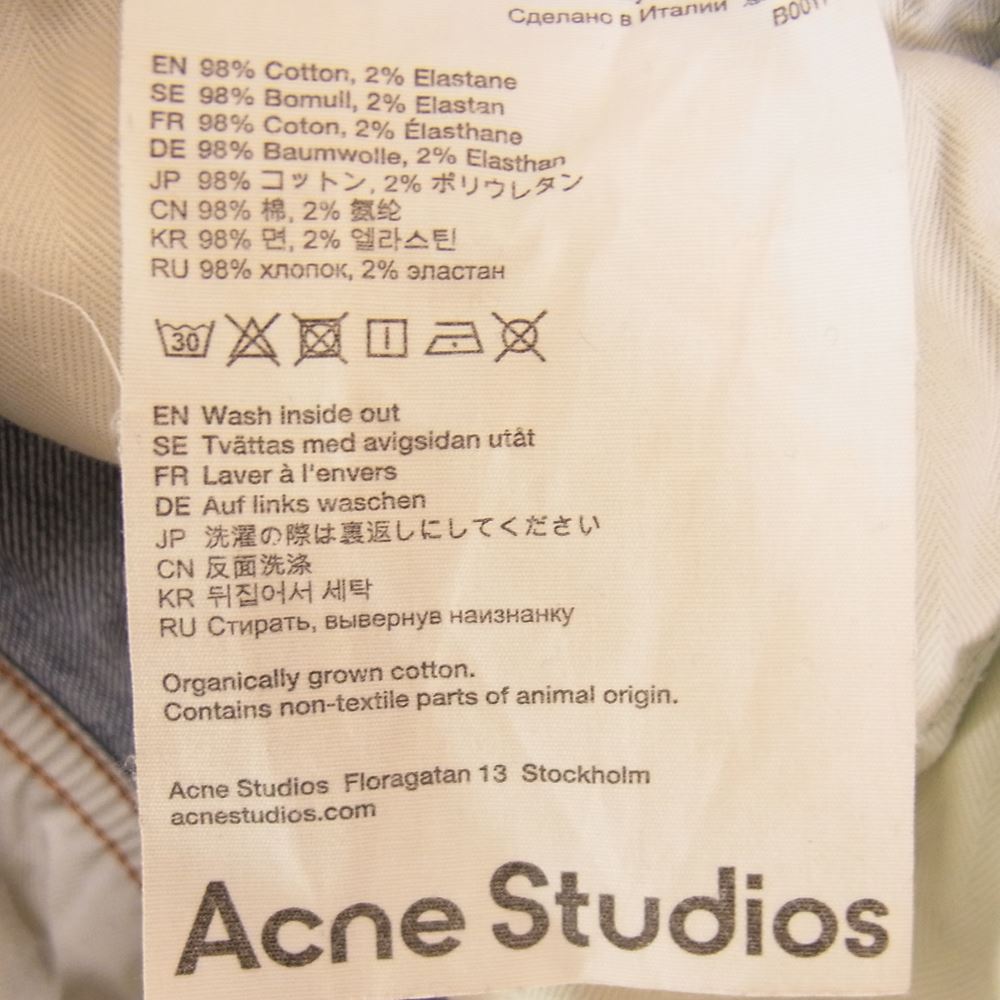 Сделано в Италии
EN 98% Cotton, 2% Elastane
SE 98% Bomull, 2% Elastan
FR 98% Coton, 2% Élasthane
DE 98% Baumwolle, 2% Elasthan
JP 98% コットン, 2% ポリウレタン
CN 98% 棉, 2% 氨纶
KR 98% 면, 2% 엘라스틴
RU 98% хлопок, 2% эластан
30
EN Wash inside out
SE Tvättas med avigsidan utåt
FR Laver à l'envers
DE Auf links waschen
JP 洗濯の際は裏返しにしてください
CN 反面洗涤
KR 뒤집어서 세탁
RU Стирать, вывернув наизнанку
Organically grown cotton.
Contains non-textile parts of animal origin.
Acne Studios Floragatan 13 Stockholm
acnestudios.com
Acne Studios